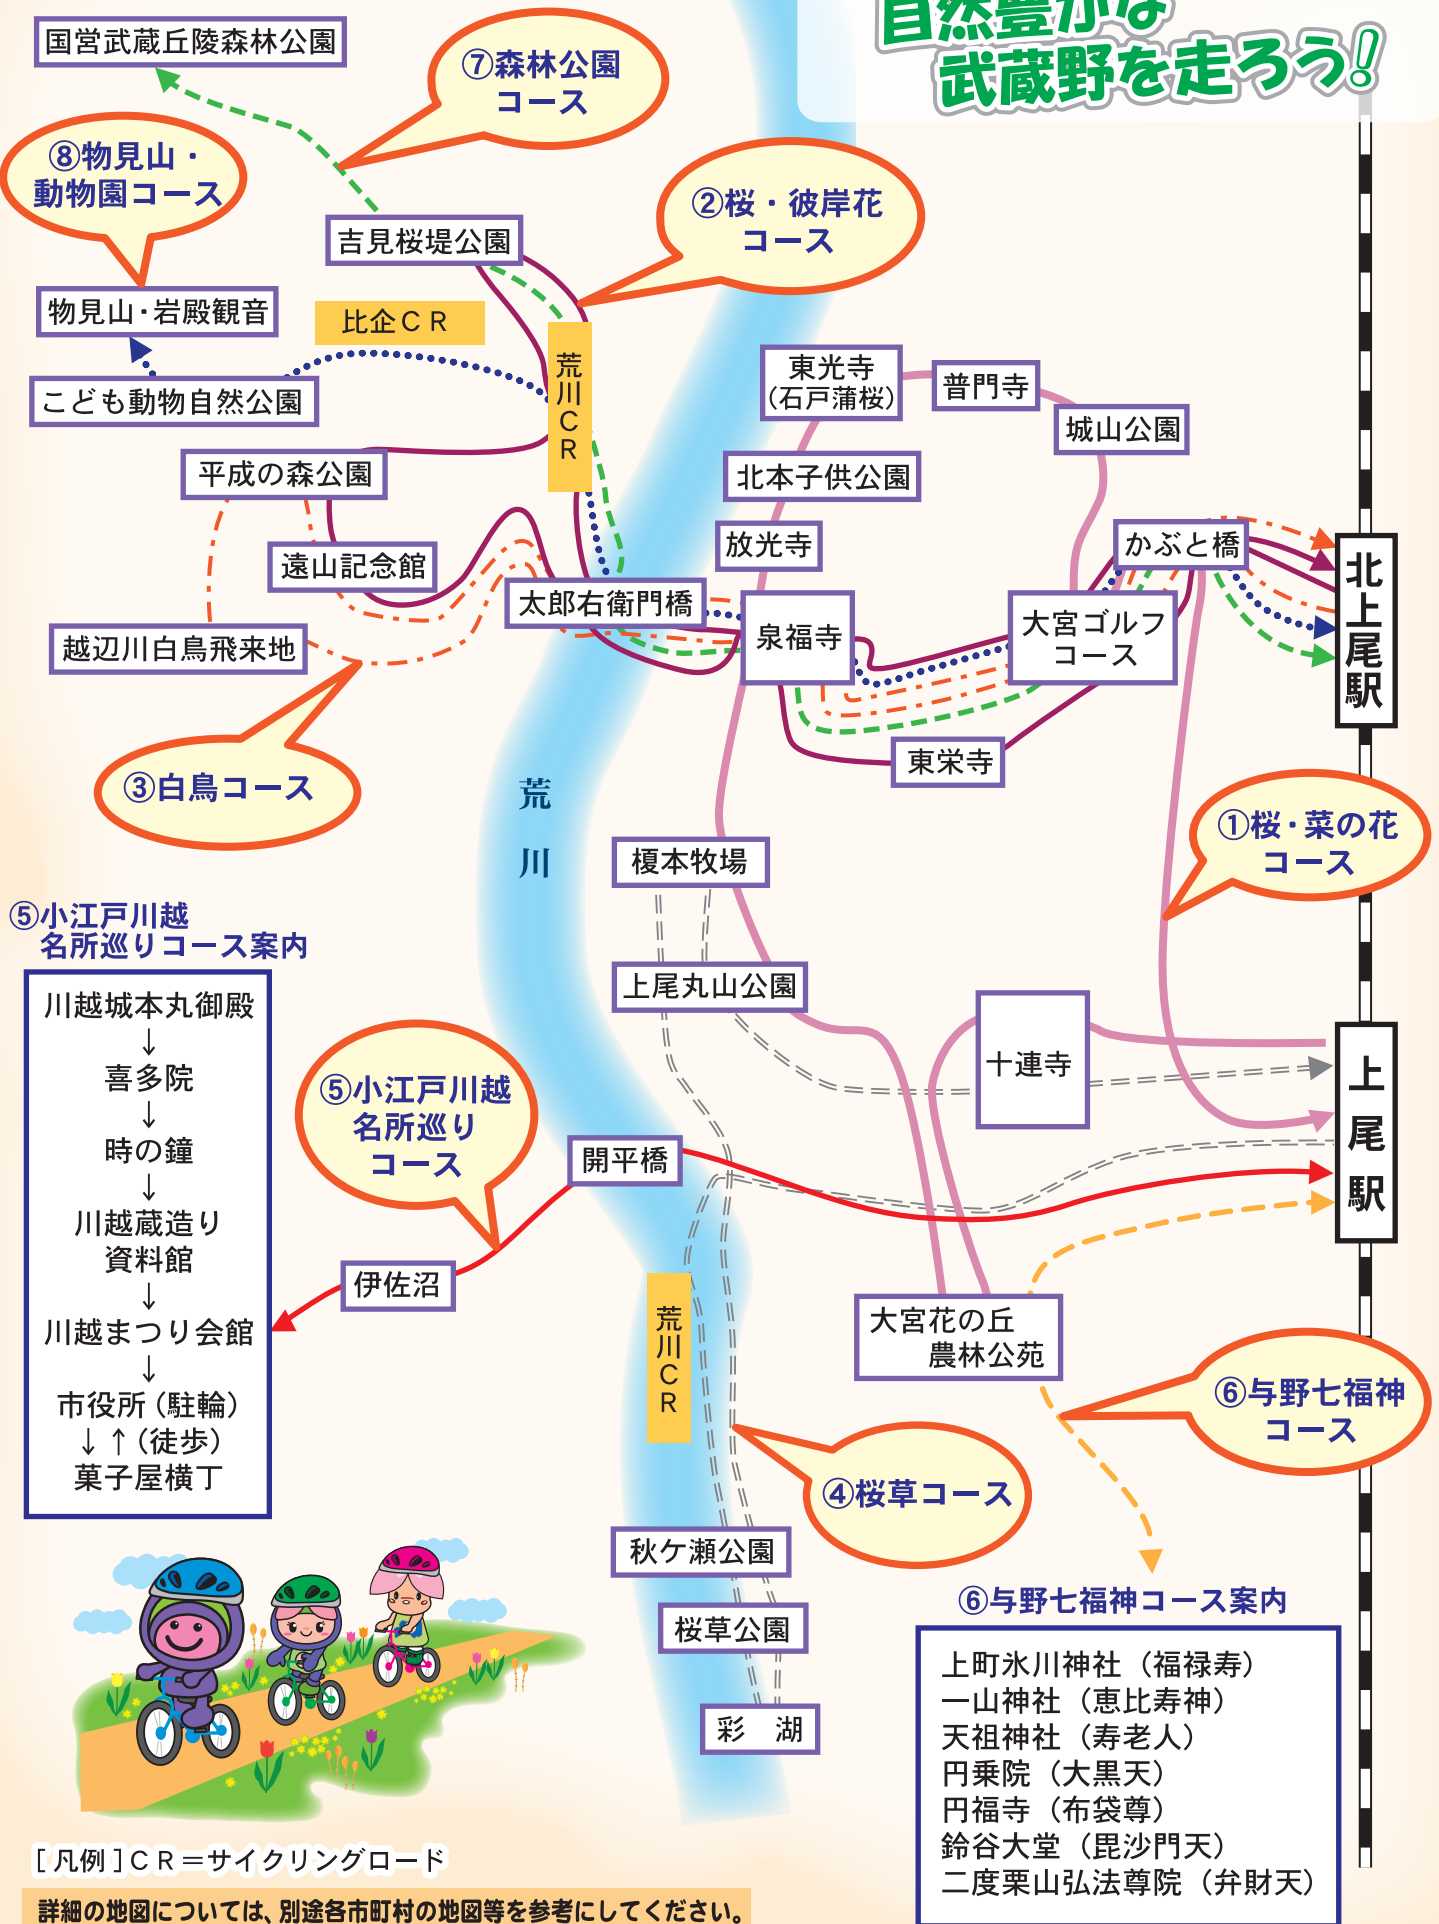 自然豊かな
武蔵野を走ろう!
国営武蔵丘陵森林公園
⑦森林公園
コース
⑧物見山・
動物園コース
②桜・彼岸花
コース
吉見桜堤公園
物見山・岩殿観音
比企ＣＲ
荒川ＣＲ
こども動物自然公園
東光寺
（石戸蒲桜）
普門寺
城山公園
平成の森公園
北本子供公園
遠山記念館
放光寺
かぶと橋
北上尾駅
太郎右衛門橋
泉福寺
大宮ゴルフ
コース
越辺川白鳥飛来地
東栄寺
③白鳥コース
荒川
①桜・菜の花
コース
榎本牧場
上尾丸山公園
十連寺
上尾駅
⑤小江戸川越
名所巡りコース案内
川越城本丸御殿
↓
喜多院
↓
時の鐘
↓
川越蔵造り
資料館
↓
川越まつり会館
↓
市役所（駐輪）
↓↑（徒歩）
菓子屋横丁
⑤小江戸川越
名所巡り
コース
開平橋
伊佐沼
荒川ＣＲ
大宮花の丘
農林公苑
⑥与野七福神
コース
④桜草コース
秋ケ瀬公園
桜草公園
彩　湖
⑥与野七福神コース案内
上町氷川神社（福禄寿）
一山神社（恵比寿神）
天祖神社（寿老人）
円乗院（大黒天）
円福寺（布袋尊）
鈴谷大堂（毘沙門天）
二度栗山弘法尊院（弁財天）
［凡例］ＣＲ＝サイクリングロード
詳細の地図については、別途各市町村の地図等を参考にしてください。